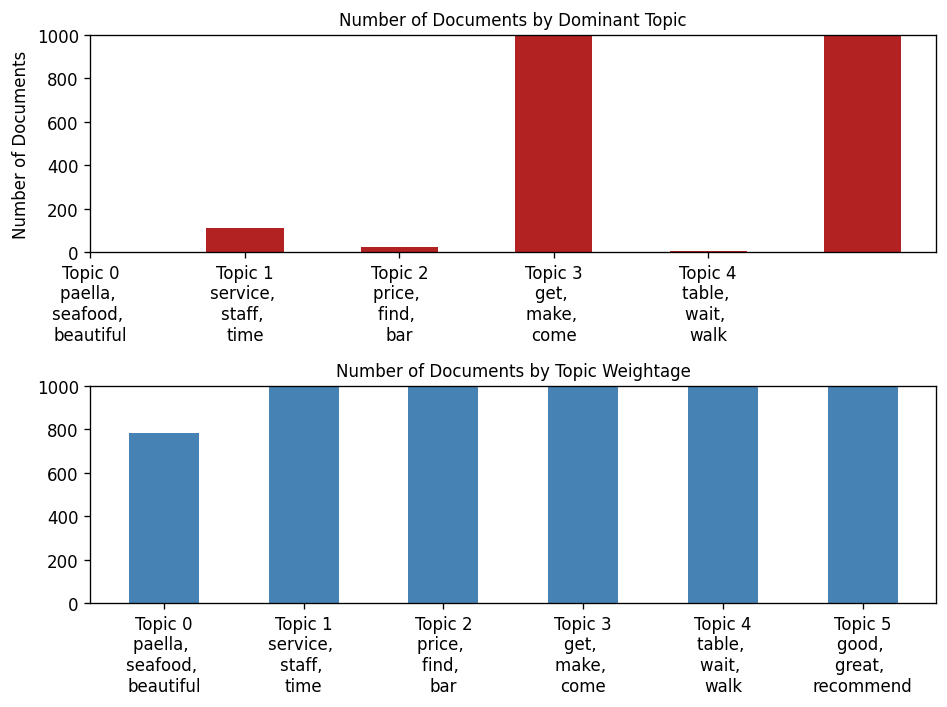 Number of Documents by Dominant Topic
Number of Documents
1000
800
600
400
200
0
Topic 0 Topic 1 Topic 2 Topic 3 Topic 4
paella, service, price, get, table,
seafood, staff, find, make, wait,
beautiful time bar come walk
Number of Documents by Topic Weightage
1000
800
600
400
200
0
Topic 0 Topic 1 Topic 2 Topic 3 Topic 4 Topic 5
paella, service, price, get, table, good,
seafood, staff, find, make, wait, great,
beautiful time bar come walk recommend